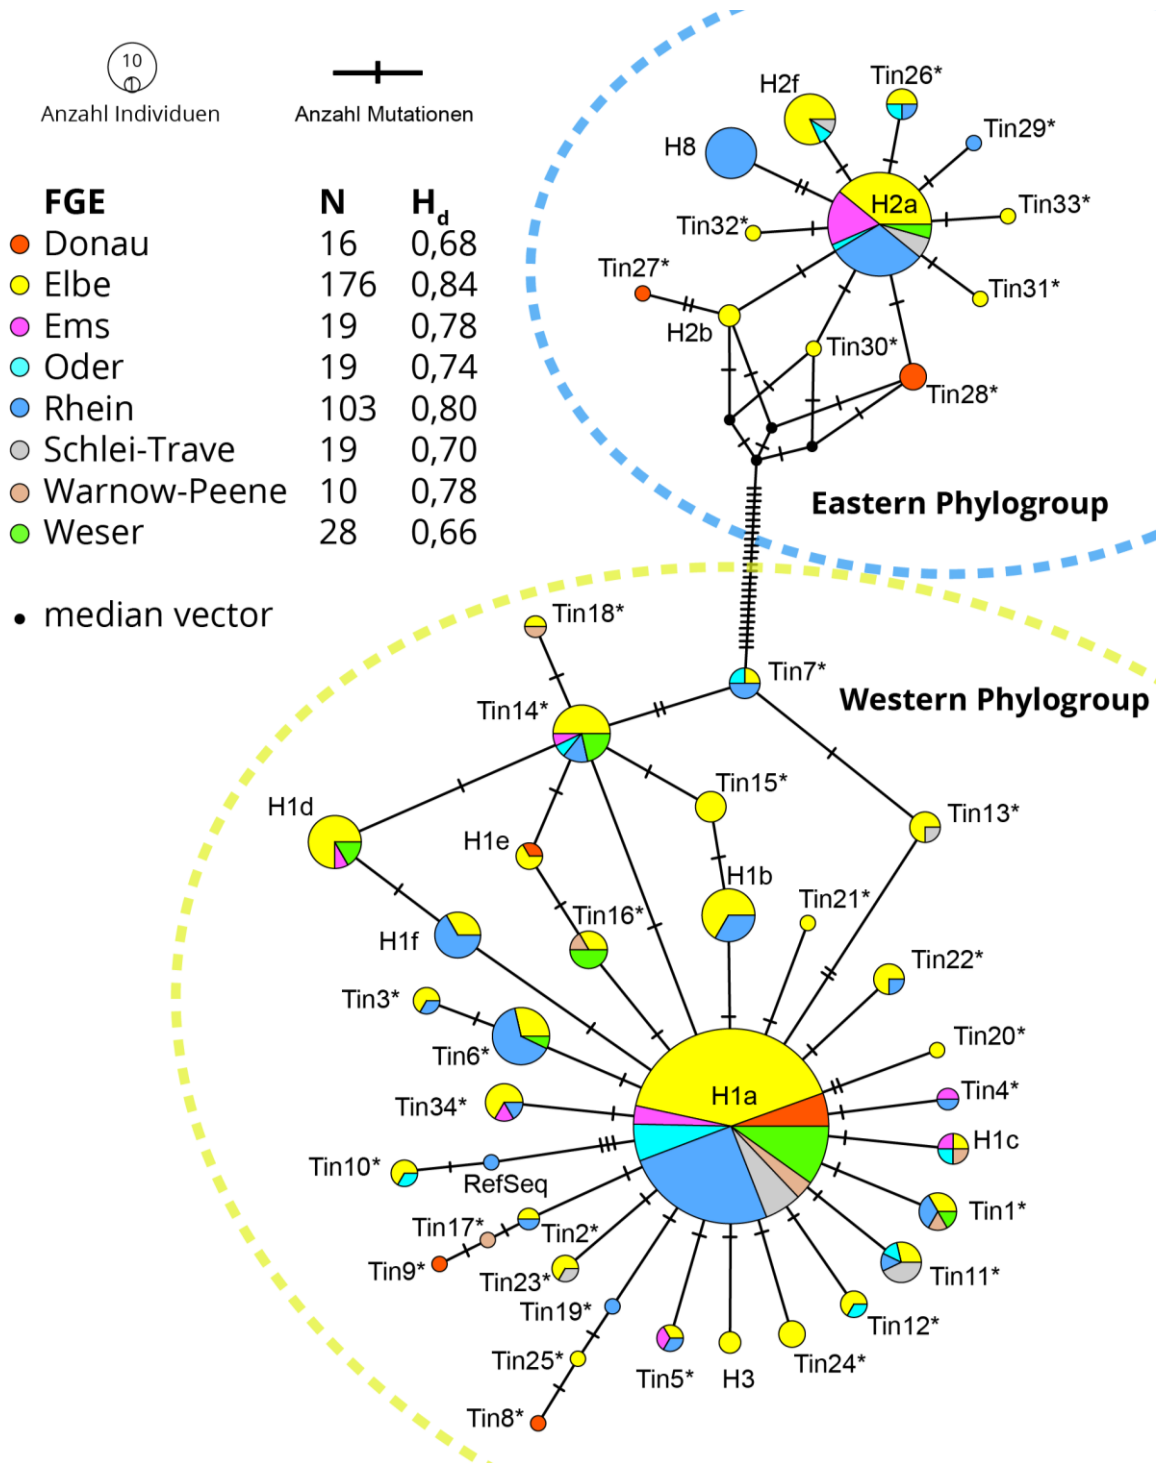 10
1
Anzahl Individuen
Anzahl Mutationen
FGE N Hd
Donau 16 0,68
Elbe 176 0,84
Ems 19 0,78
Oder 19 0,74
Rhein 103 0,80
Schlei-Trave 19 0,70
Warnow-Peene 10 0,78
Weser 28 0,66
median vector
H2f
Tin26*
Tin29*
H8
H2a
Tin33*
Tin32*
Tin27*
Tin31*
H2b
Tin30*
Tin28*
Eastern Phylogroup
Tin18*
Tin7*
Western Phylogroup
Tin14*
Tin15*
H1d
Tin13*
H1e
H1b
Tin21*
Tin16*
H1f
Tin22*
Tin3*
Tin20*
Tin6*
H1a
Tin4*
Tin34*
H1c
Tin10*
RefSeq
Tin1*
Tin17*
Tin2*
Tin9*
Tin23*
Tin11*
Tin19*
Tin12*
Tin25*
Tin5*
H3
Tin24*
Tin8*